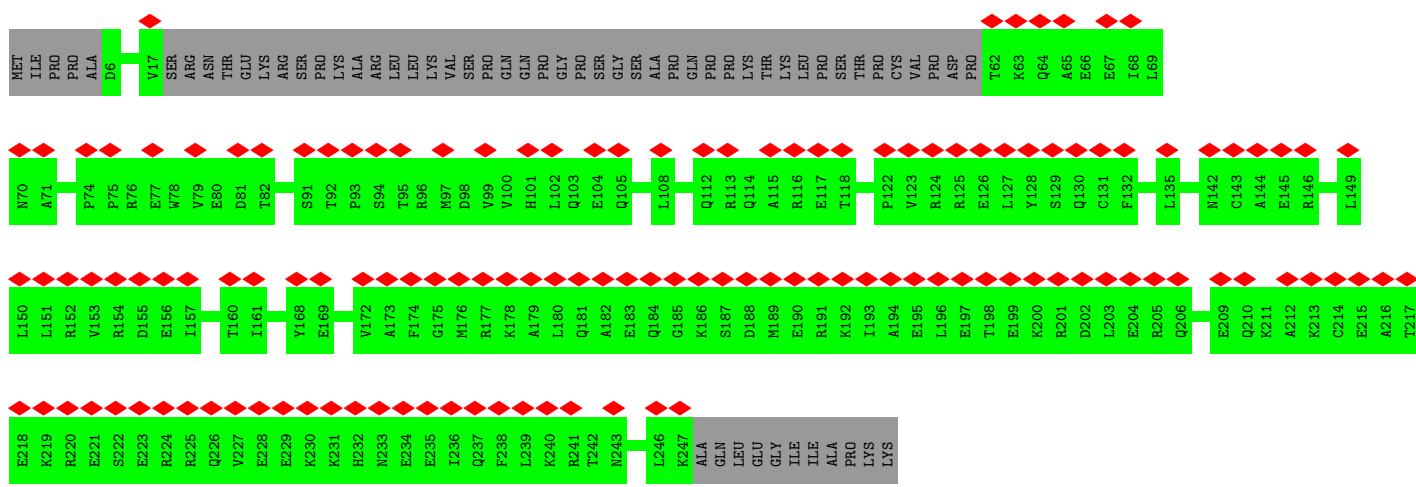 MET ILE PRO PRO ALA D6 V17 SER ARG ASN THR GLU LYS ARG SER PRO LYS ALA ARG LEU LEU LYS VAL SER PRO GLN GLN PRO GLY PRO SER GLY SER ALA PRO GLN PRO PRO LYS THR LYS LEU PRO SER THR PRO CYS VAL PRO ASP PRO T62 K63 Q64 A65 E66 E67 I68 L69
N70 A71 P74 P75 R76 E77 W78 V79 E80 D81 T82 S91 T92 P93 S94 T95 R96 M97 D98 V99 V100 H101 L102 Q103 E104 Q105 L108 Q112 R113 Q114 A115 R116 E117 T118 P122 V123 R124 R125 E126 L127 Y128 S129 Q130 C131 F132 L135 N142 C143 A144 E145 R146 L149
L150 L151 R152 V153 R154 D155 E156 I157 T160 I161 Y168 E169 V172 A173 F174 G175 M176 R177 K178 A179 L180 Q181 A182 E183 Q184 G185 K186 S187 D188 M189 E190 R191 K192 I193 A194 E195 L196 E197 T198 E199 K200 R201 D202 L203 E204 R205 Q206 E209 Q210 K211 A212 K213 C214 E215 A216 T217
E218 K219 R220 E221 S222 E223 R224 R225 Q226 V227 E228 E229 K230 K231 H232 N233 E234 E235 I236 Q237 F238 L239 K240 R241 T242 N243 L246 K247 ALA GLN LEU GLU GLY ILE ILE ALA PRO LYS LYS